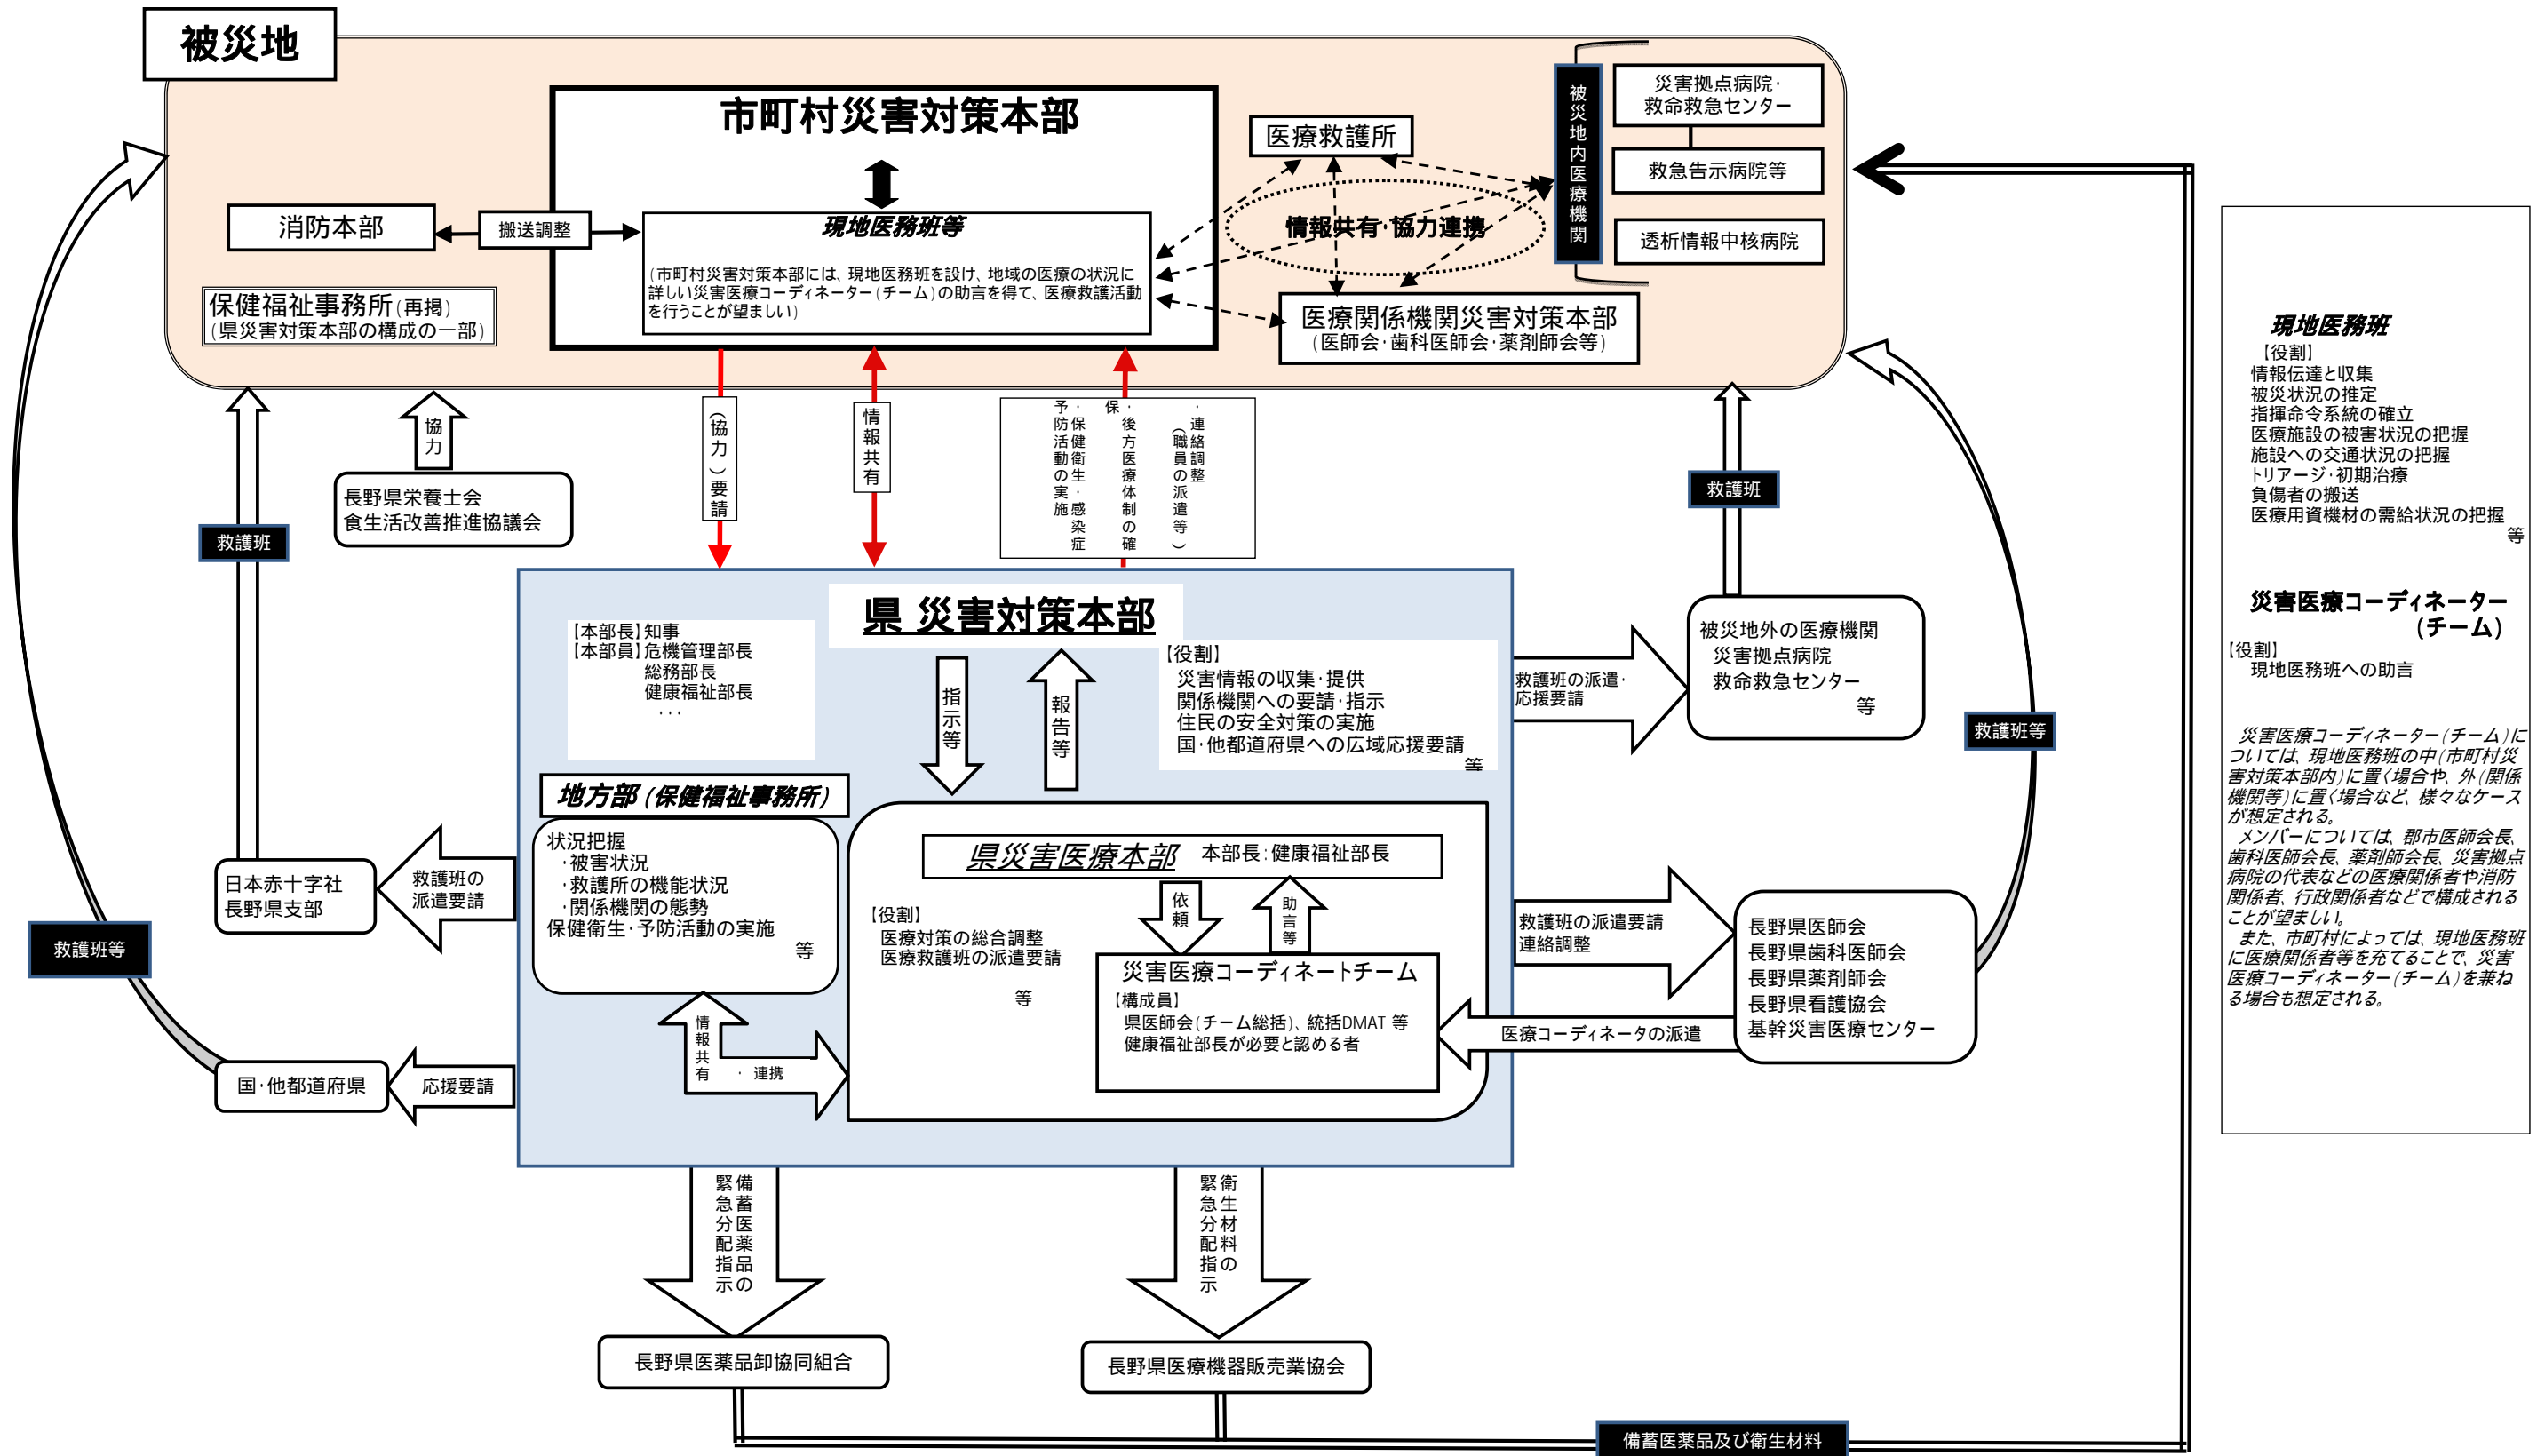 被災地
市町村災害対策本部
消防本部
搬送調整
現地医務班等
(市町村災害対策本部には、現地医務班を設け、地域の医療の状況に
詳しい災害医療コーディネーター(チーム)の助言を得て、医療救護活動
を行うことが望ましい)
保健福祉事務所(再掲)
(県災害対策本部の構成の一部)
医療救護所
情報共有・協力連携
医療関係機関災害対策本部
(医師会・歯科医師会・薬剤師会等)
被災地内医療機関
災害拠点病院・
救命救急センター
救急告示病院等
透析情報中核病院
協力
長野県栄養士会
食生活改善推進協議会
救護班
(協力)要請
情報共有
・連絡調整
(職員の派遣等)
・後方医療体制の確
保
・保健衛生・感染症
予防活動の実施
救護班
県 災害対策本部
【本部長】知事
【本部員】危機管理部長
総務部長
健康福祉部長
・・・
指示等
報告等
【役割】
災害情報の収集・提供
関係機関への要請・指示
住民の安全対策の実施
国・他都道府県への広域応援要請
等
地方部(保健福祉事務所)
状況把握
・被害状況
・救護所の機能状況
・関係機関の態勢
保健衛生・予防活動の実施
等
情報共有
・ 連携
県災害医療本部 本部長:健康福祉部長
依頼
助言等
【役割】
医療対策の総合調整
医療救護班の派遣要請
等
災害医療コーディネートチーム
【構成員】
県医師会(チーム総括)、統括DMAT 等
健康福祉部長が必要と認める者
救護班の派遣・
応援要請
被災地外の医療機関
災害拠点病院
救命救急センター
等
救護班等
救護班の派遣要請
連絡調整
長野県医師会
長野県歯科医師会
長野県薬剤師会
長野県看護協会
基幹災害医療センター
医療コーディネータの派遣
日本赤十字社
長野県支部
救護班の
派遣要請
救護班等
国・他都道府県
応援要請
備蓄医薬品の
緊急分配指示
衛生材料の
緊急分配指示
長野県医薬品卸協同組合
長野県医療機器販売業協会
備蓄医薬品及び衛生材料
現地医務班
【役割】
情報伝達と収集
被災状況の推定
指揮命令系統の確立
医療施設の被害状況の把握
施設への交通状況の把握
トリアージ・初期治療
負傷者の搬送
医療用資機材の需給状況の把握
等
災害医療コーディネーター
(チーム)
【役割】
現地医務班への助言
災害医療コーディネーター(チーム)に
ついては、現地医務班の中(市町村災
害対策本部内)に置く場合や、外(関係
機関等)に置く場合など、様々なケース
が想定される。
メンバーについては、郡市医師会長、
歯科医師会長、薬剤師会長、災害拠点
病院の代表などの医療関係者や消防
関係者、行政関係者などで構成される
ことが望ましい。
また、市町村によっては、現地医務班
に医療関係者等を充てることで、災害
医療コーディネーター(チーム)を兼ね
る場合も想定される。